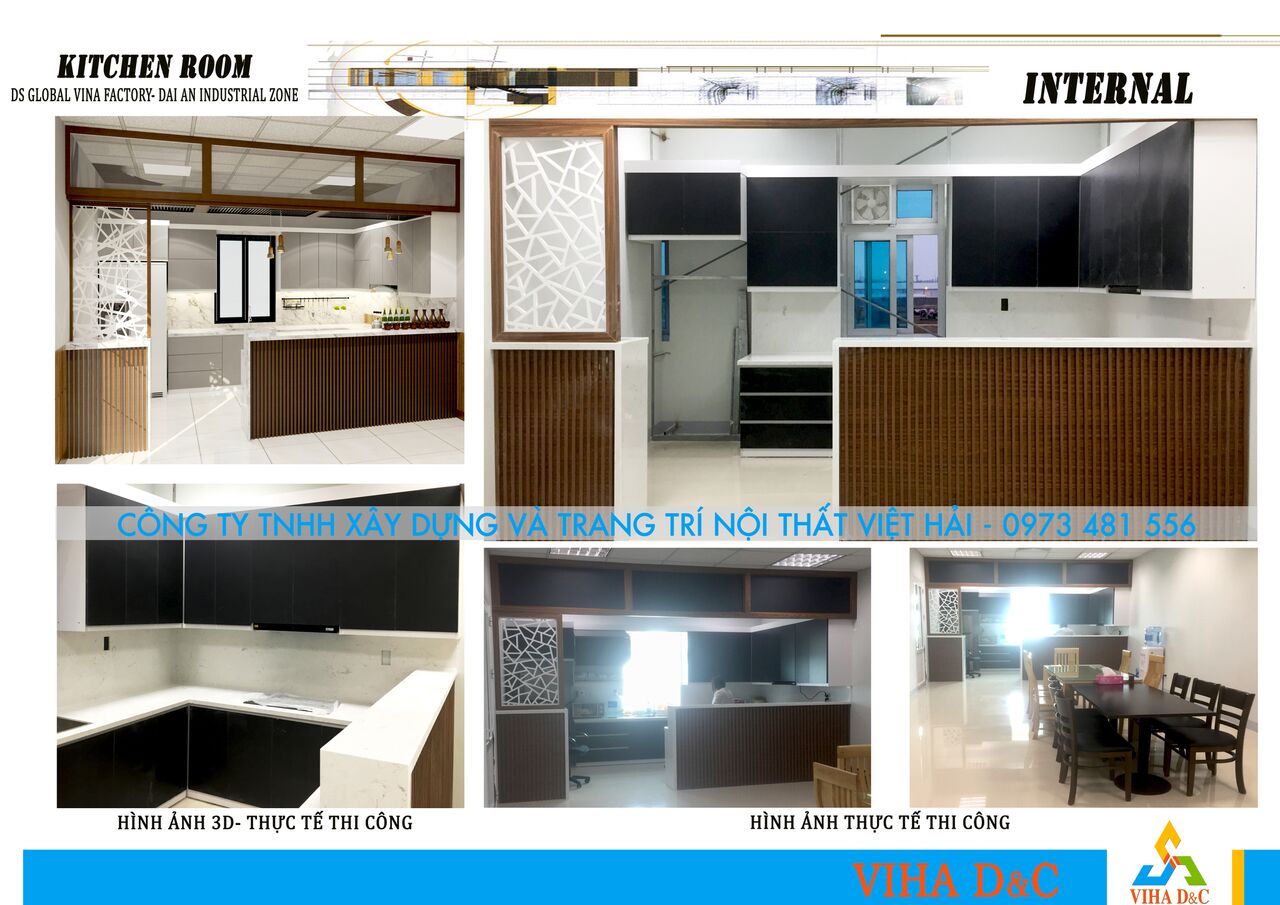 KITCHEN ROOM
DS GLOBAL VINA FACTORY- DAI AN INDUSTRIAL ZONE
INTERNAL
CÔNG TY TNHH XÂY DỰNG VÀ TRANG TRÍ NỘI THẤT VIỆT HẢI - 0973 481 556
HÌNH ẢNH 3D- THỰC TẾ THI CÔNG
HÌNH ẢNH THỰC TẾ THI CÔNG
VIHA D&C
VIHA D&C